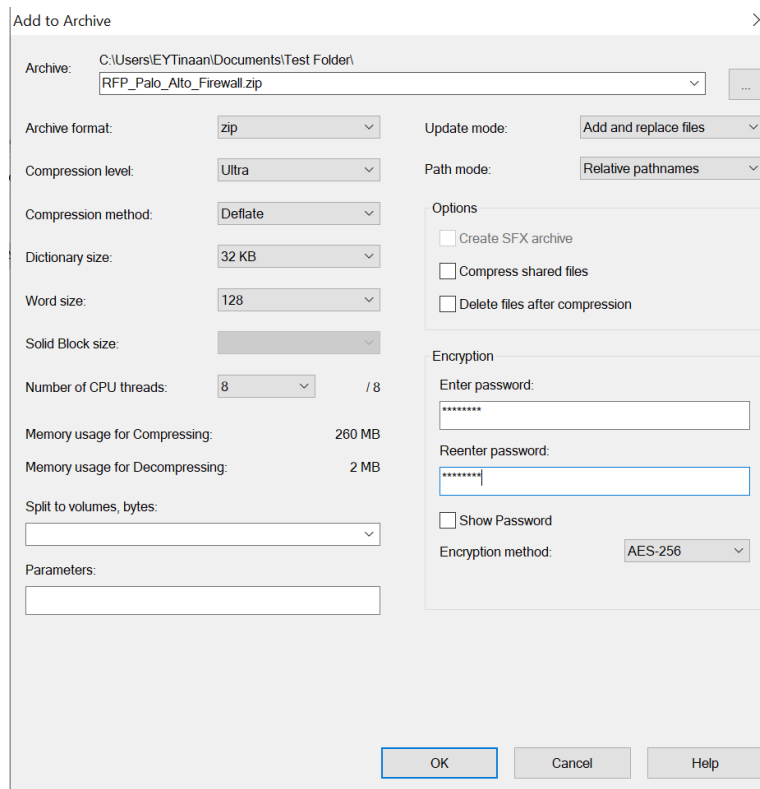 Add to Archive
Archive:
C:\Users\EYTinaan\Documents\Test Folder\
RFP_Palo_Alto_Firewall.zip
...
Archive format: zip
Compression level: Ultra
Compression method: Deflate
Dictionary size: 32 KB
Word size: 128
Solid Block size:
Number of CPU threads: 8 / 8
Memory usage for Compressing: 260 MB
Memory usage for Decompressing: 2 MB
Split to volumes, bytes:
Parameters:
Update mode: Add and replace files
Path mode: Relative pathnames
Options
Create SFX archive
Compress shared files
Delete files after compression
Encryption
Enter password:
********
Reenter password:
********
Show Password
Encryption method: AES-256
OK Cancel Help